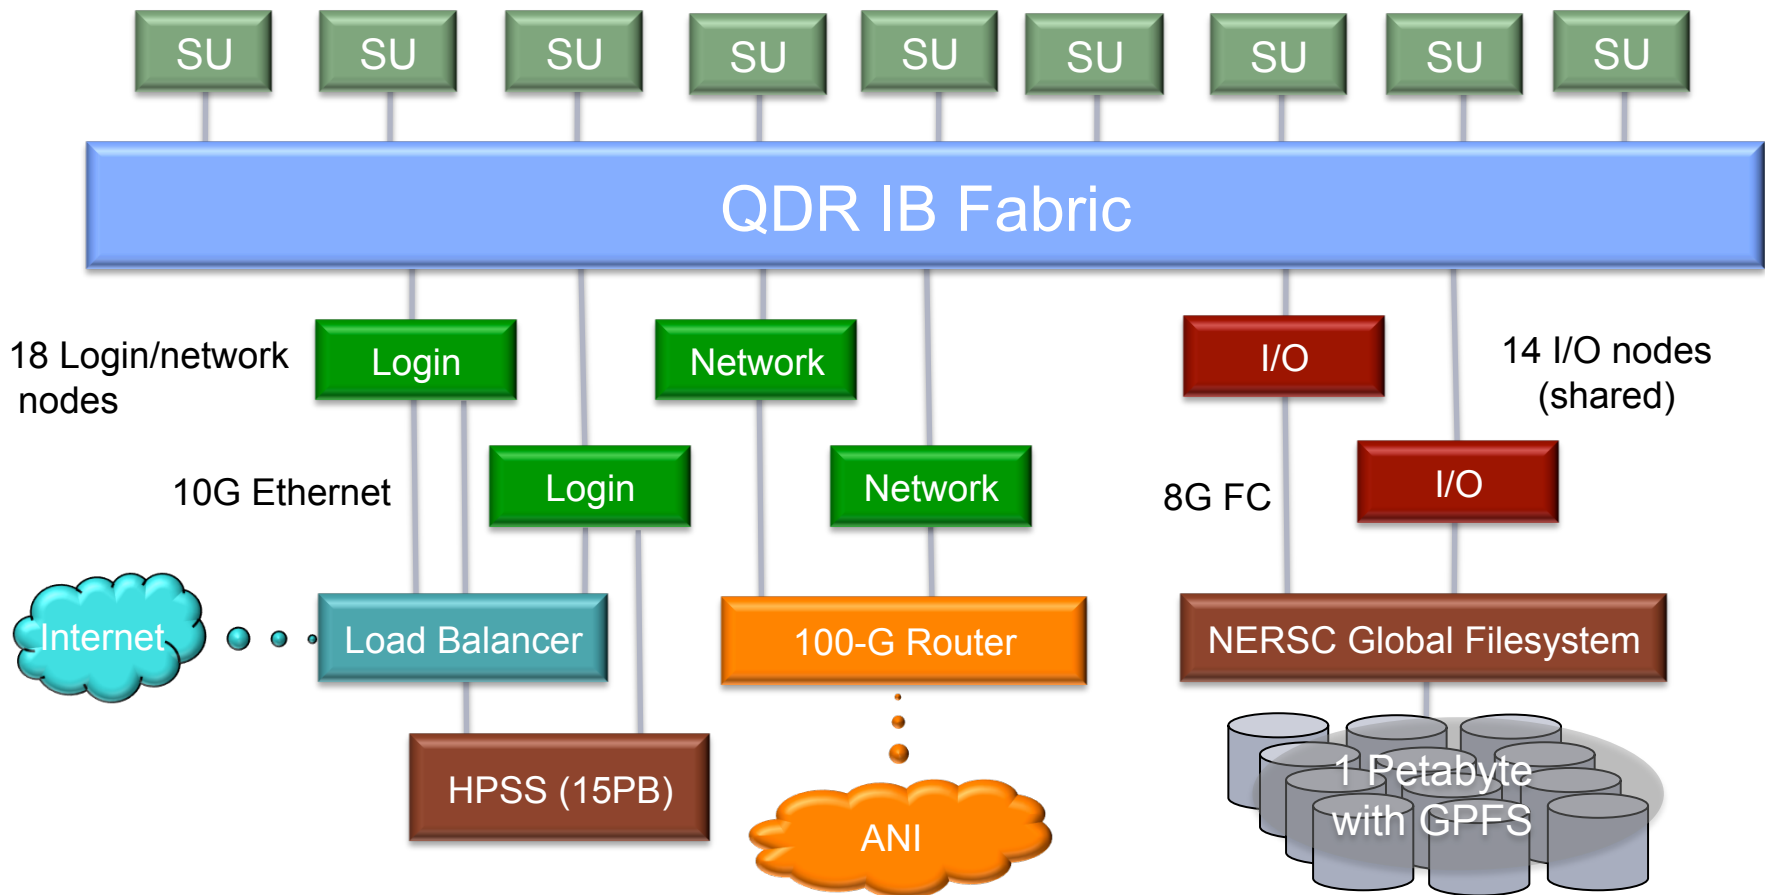 SU
SU
SU
SU
SU
SU
SU
SU
SU
QDR IB Fabric
18 Login/network
nodes
Login
Network
I/O
14 I/O nodes
(shared)
10G Ethernet
Login
Network
8G FC
I/O
Internet
Load Balancer
100-G Router
NERSC Global Filesystem
HPSS (15PB)
ANI
1 Petabyte
with GPFS